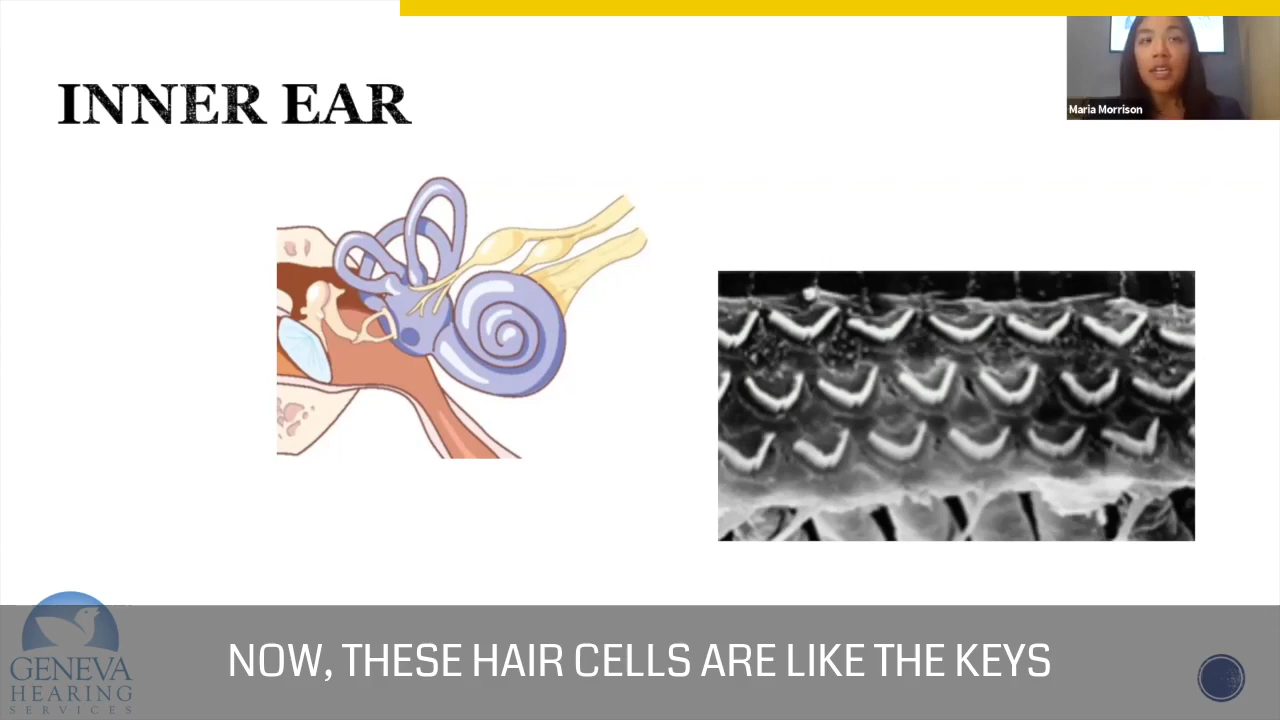 INNER EAR
Maria Morrison
NOW, THESE HAIR CELLS ARE LIKE THE KEYS
GENEVA
HEARING
SERVICES